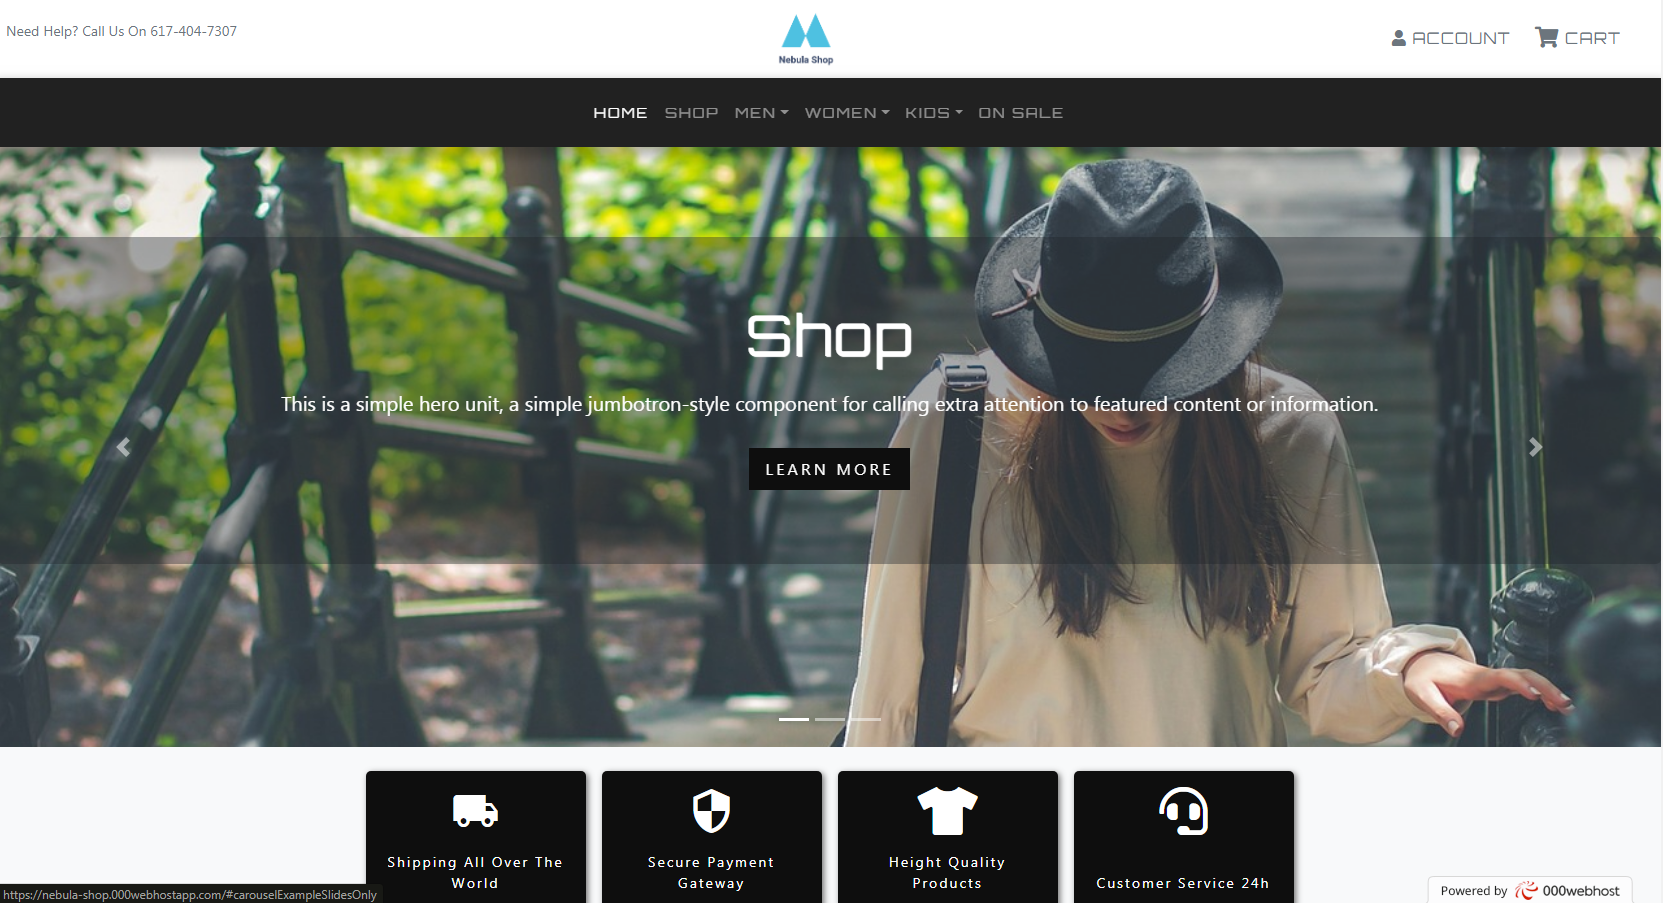 Need Help? Call Us On 617-404-7307
Nebula Shop
ACCOUNT
CART
HOME
SHOP
MEN
WOMEN
KIDS
ON SALE
Shop
This is a simple hero unit, a simple jumbotron-style component for calling extra attention to featured content or information.
LEARN MORE
Shipping All Over The
World
Secure Payment
Gateway
Height Quality
Products
Customer Service 24h
https://nebula-shop.000webhostapp.com/#carouselExampleSlidesOnly
Powered by 000webhost